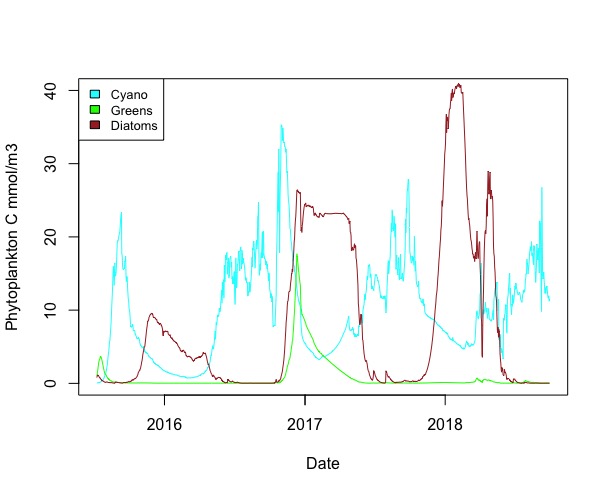 Cyano
Greens
Diatoms
Phytoplankton C mmol/m3
40
30
20
10
0
2016 2017 2018
Date